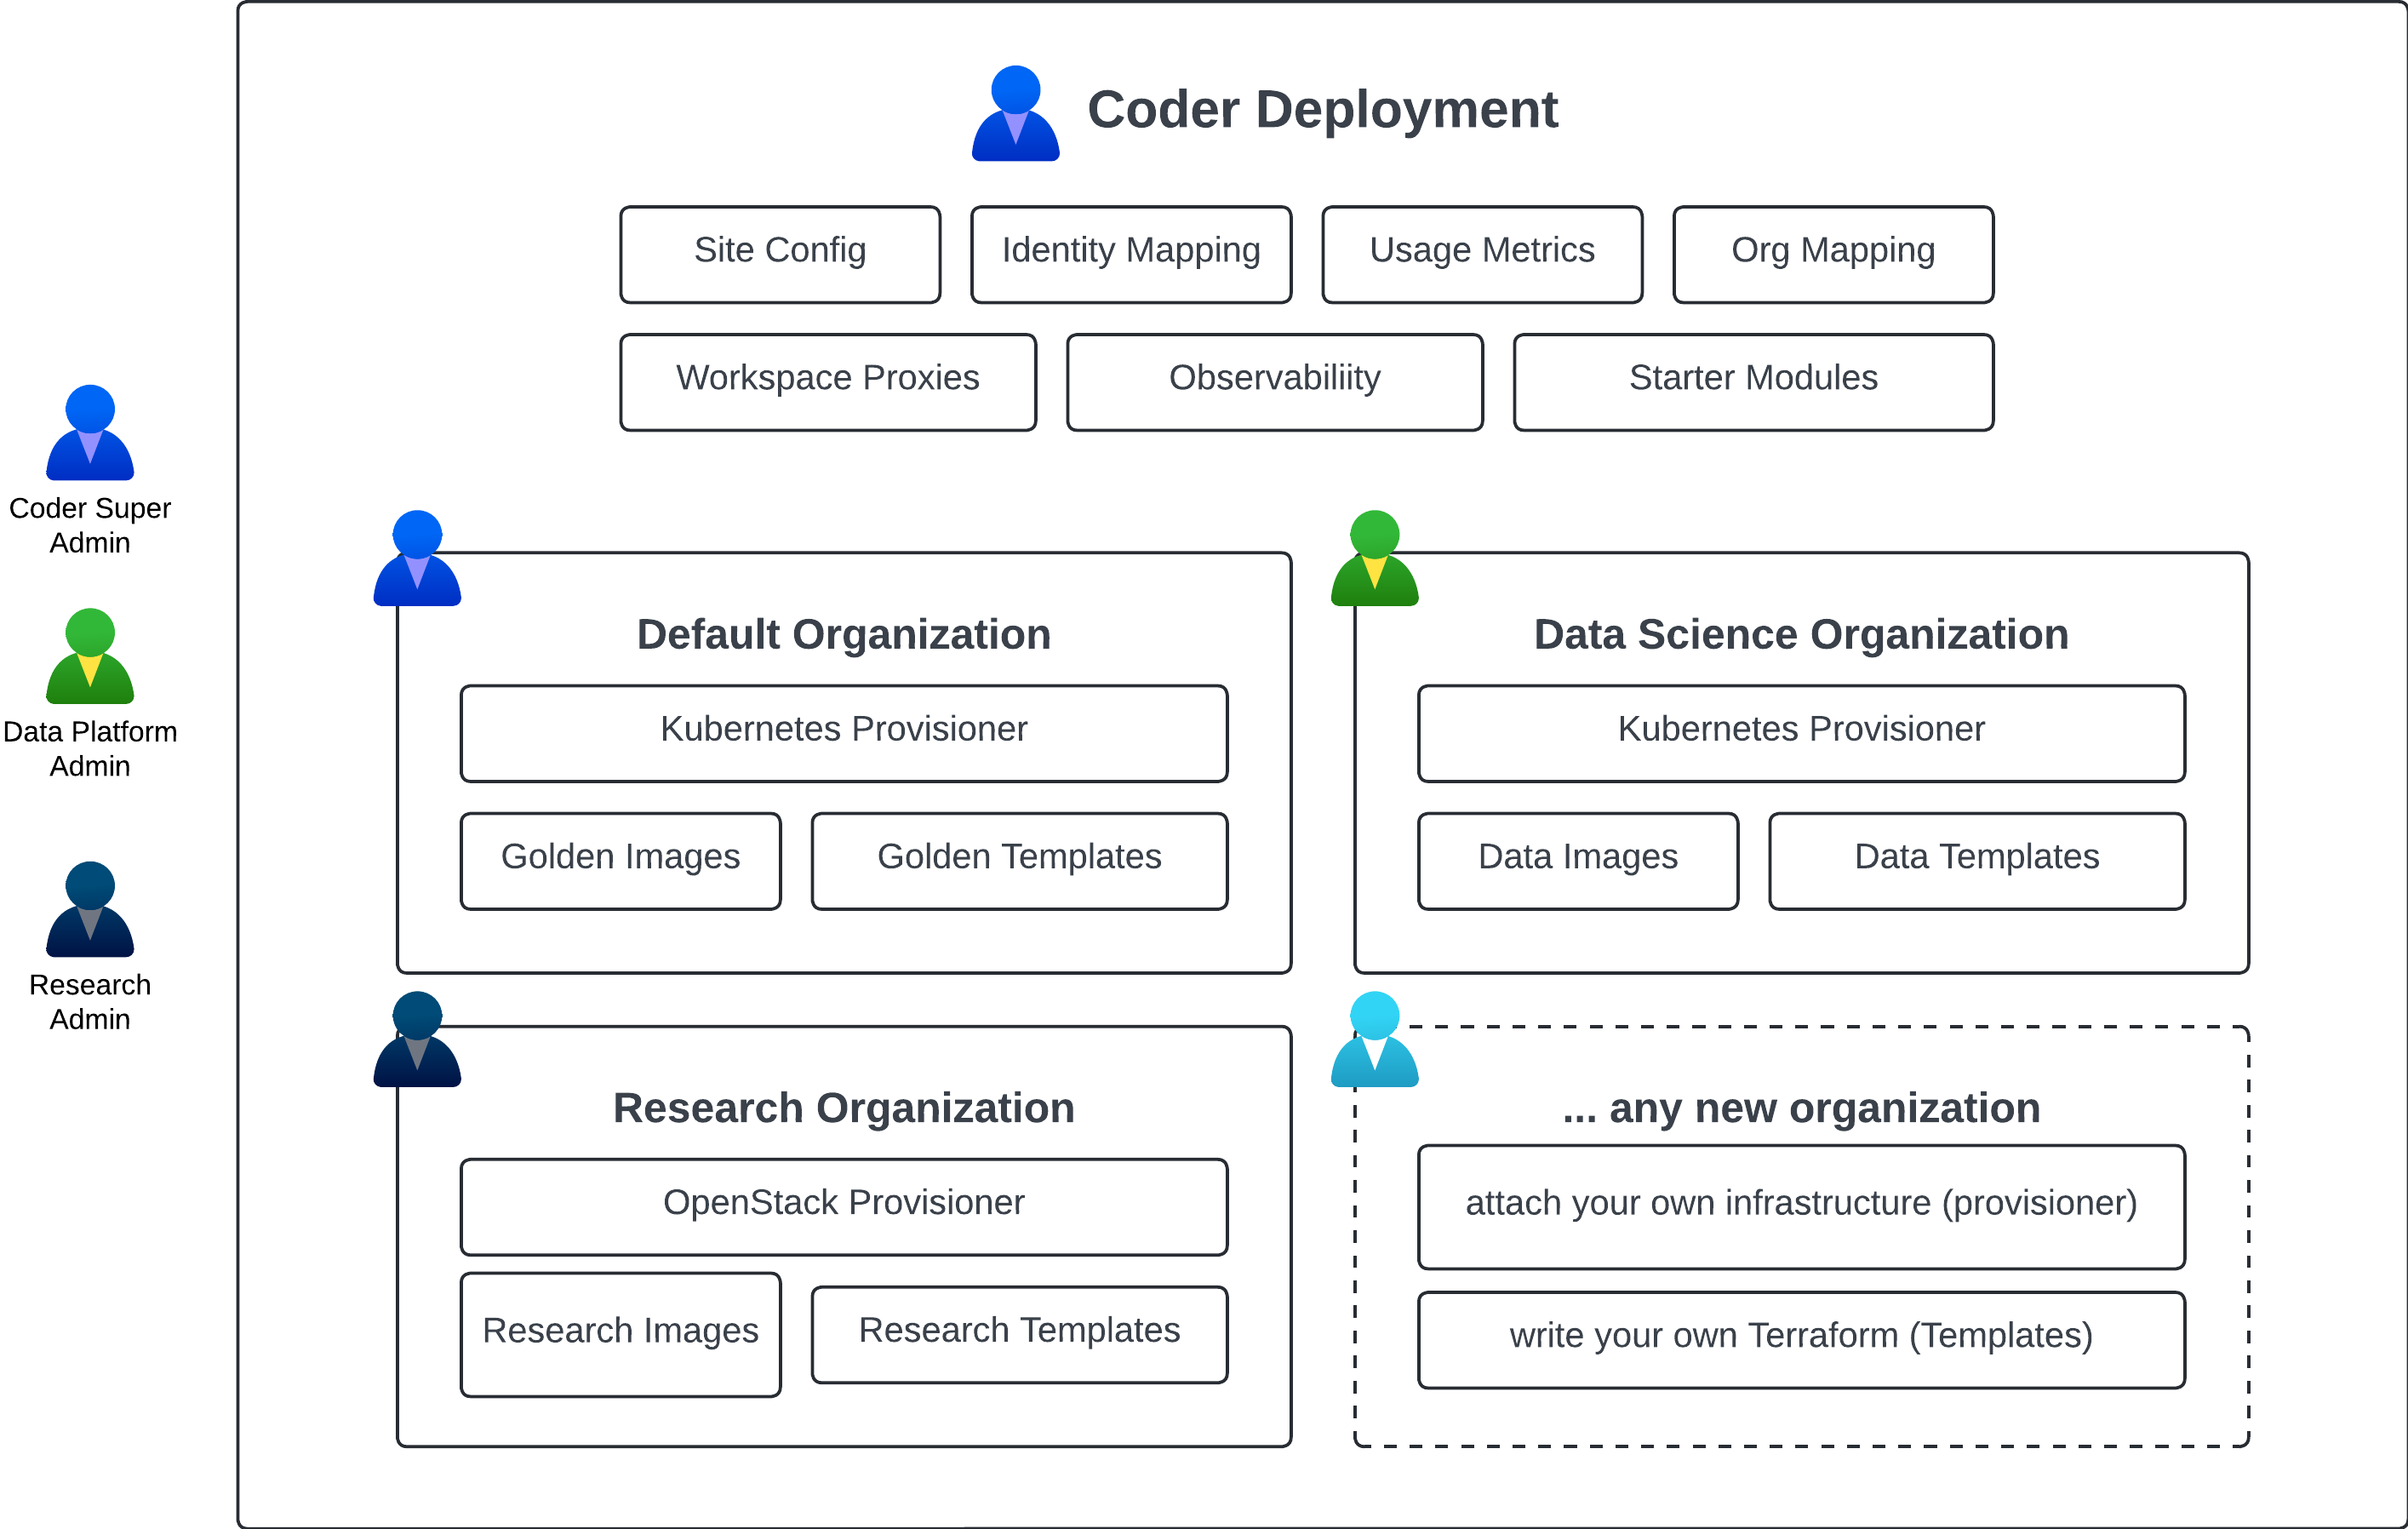 Coder Deployment
Site Config
Identity Mapping
Usage Metrics
Org Mapping
Workspace Proxies
Observabiliity
Starter Modules
Coder Super
Admin
Data Platform
Admin
Research
Admin
Default Organization
Kubernetes Provisioner
Golden Images
Golden Templates
Data Science Organization
Kubernetes Provisioner
Data Images
Data Templates
Research Organization
OpenStack Provisioner
Research Images
Research Templates
... any new organization
attach your own infrastructure (provisioner)
write your own Terraform (Templates)